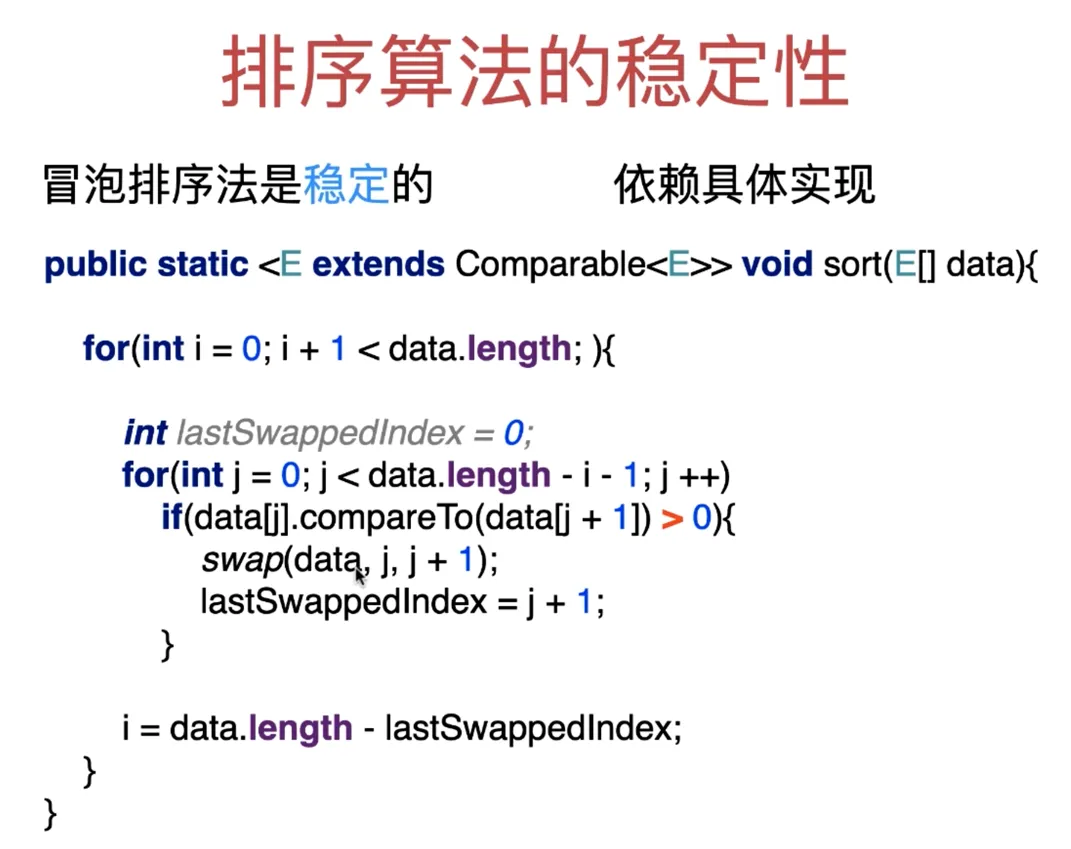 排序算法的稳定性
冒泡排序法是稳定的 依赖具体实现
public static <E extends Comparable<E>> void sort(E[] data){
for(int i = 0; i + 1 < data.length; ){
int lastSwappedIndex = 0;
for(int j = 0; j < data.length - i - 1; j ++)
if(data[j].compareTo(data[j + 1]) > 0){
swap(data, j, j + 1);
lastSwappedIndex = j + 1;
}
i = data.length - lastSwappedIndex;
}
}